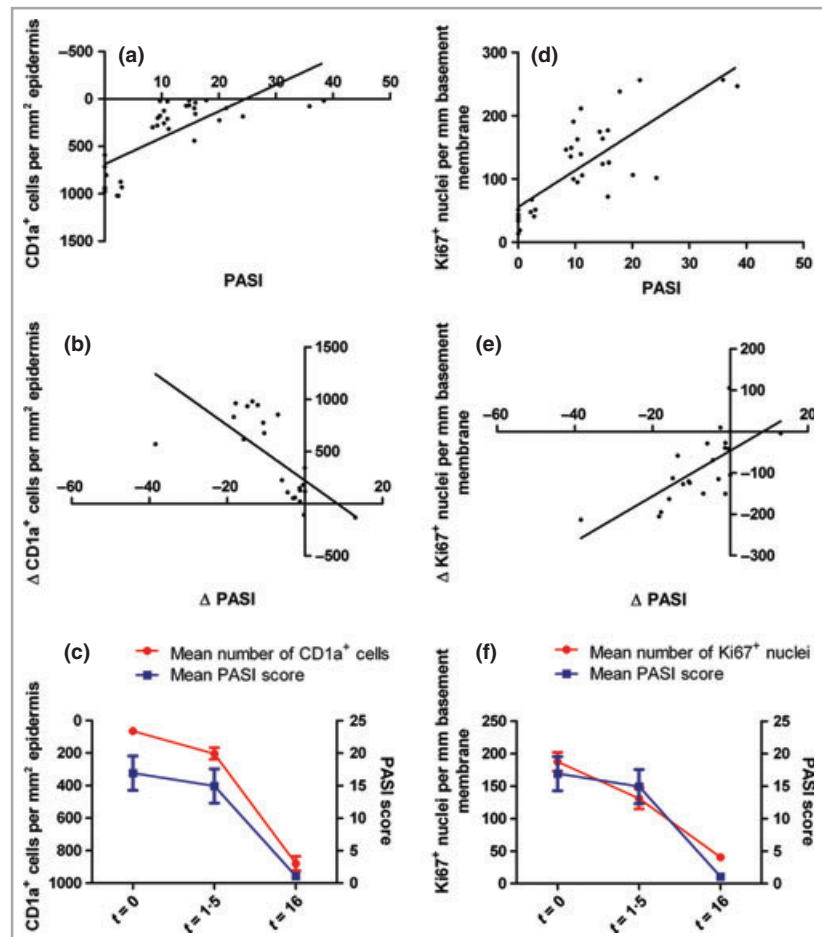 (a)
CD1a⁺ cells per mm² epidermis
–500
0
500
1000
1500
10 20 30 40 50
PASI
(d)
Ki67⁺ nuclei per mm basement
membrane
300
200
100
0
0 10 20 30 40 50
PASI
(b)
Δ CD1a⁺ cells per mm² epidermis
1500
1000
500
–500
–60 –40 –20 20
Δ PASI
(e)
Δ Ki67⁺ nuclei per mm basement
membrane
200
100
–100
–200
–300
–60 –40 –20 20
Δ PASI
(c)
Mean number of CD1a⁺ cells
Mean PASI score
CD1a⁺ cells per mm² epidermis
0
200
400
600
800
1000
25
20
15
10
5
0
PASI score
t = 0 t = 1·5 t = 16
(f)
Mean number of Ki67⁺ nuclei
Mean PASI score
Ki67⁺ nuclei per mm basement
membrane
250
200
150
100
50
0
25
20
15
10
5
0
PASI score
t = 0 t = 1·5 t = 16